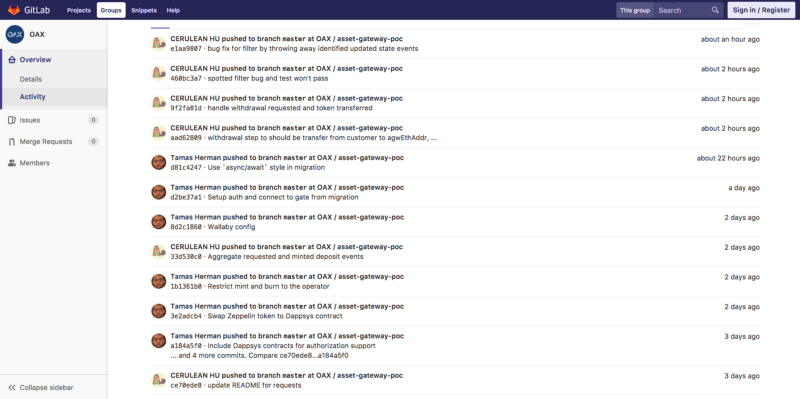 GitLab
Projects
Groups
Snippets
Help
This group
Search
Sign in / Register
OAX
OAX
Overview
Details
Activity
Issues
0
Merge Requests
0
Members
Collapse sidebar
CERULEAN HU pushed to branch master at OAX / asset-gateway-poc
about an hour ago
e1aa9807 · bug fix for filter by throwing away identified updated state events
CERULEAN HU pushed to branch master at OAX / asset-gateway-poc
about 2 hours ago
460bc3a7 · spotted filter bug and test won't pass
CERULEAN HU pushed to branch master at OAX / asset-gateway-poc
about 2 hours ago
9f2fa81d · handle withdrawal requested and token transferred
CERULEAN HU pushed to branch master at OAX / asset-gateway-poc
about 2 hours ago
aad62809 · withdrawal step to should be transfer from customer to agwEthAddr, ...
Tamas Herman pushed to branch master at OAX / asset-gateway-poc
about 22 hours ago
d81c4247 · Use `async/await` style in migration
Tamas Herman pushed to branch master at OAX / asset-gateway-poc
a day ago
d2be37a1 · Setup auth and connect to gate from migration
Tamas Herman pushed to branch master at OAX / asset-gateway-poc
2 days ago
8d2c1860 · Wallaby config
CERULEAN HU pushed to branch master at OAX / asset-gateway-poc
2 days ago
33d530c0 · Aggregate requested and minted deposit events
Tamas Herman pushed to branch master at OAX / asset-gateway-poc
2 days ago
1b1361b0 · Restrict mint and burn to the operator
Tamas Herman pushed to branch master at OAX / asset-gateway-poc
2 days ago
3e2adcb4 · Swap Zeppelin token to Dappsys contract
Tamas Herman pushed to branch master at OAX / asset-gateway-poc
3 days ago
a184a5f0 · Include Dappsys contracts for authorization support
... and 4 more commits. Compare ce70ede8...a184a5f0
CERULEAN HU pushed to branch master at OAX / asset-gateway-poc
3 days ago
ce70ede8 · update README for requests